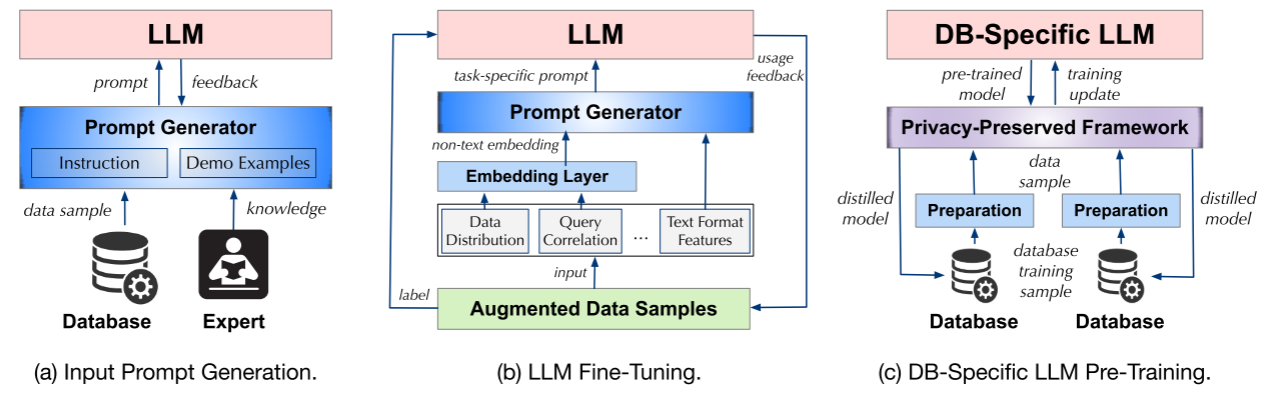 LLM
prompt
feedback
Prompt Generator
Instruction
Demo Examples
data sample
knowledge
Database
Expert
(a) Input Prompt Generation.
LLM
usage
feedback
task-specific prompt
Prompt Generator
non-text embedding
Embedding Layer
Data
Distribution
Query
Correlation
...
Text Format
Features
input
label
Augmented Data Samples
(b) LLM Fine-Tuning.
DB-Specific LLM
pre-trained
model
training
update
Privacy-Preserved Framework
data
sample
distilled
model
Preparation
Preparation
distilled
model
database
training
sample
Database
Database
(c) DB-Specific LLM Pre-Training.